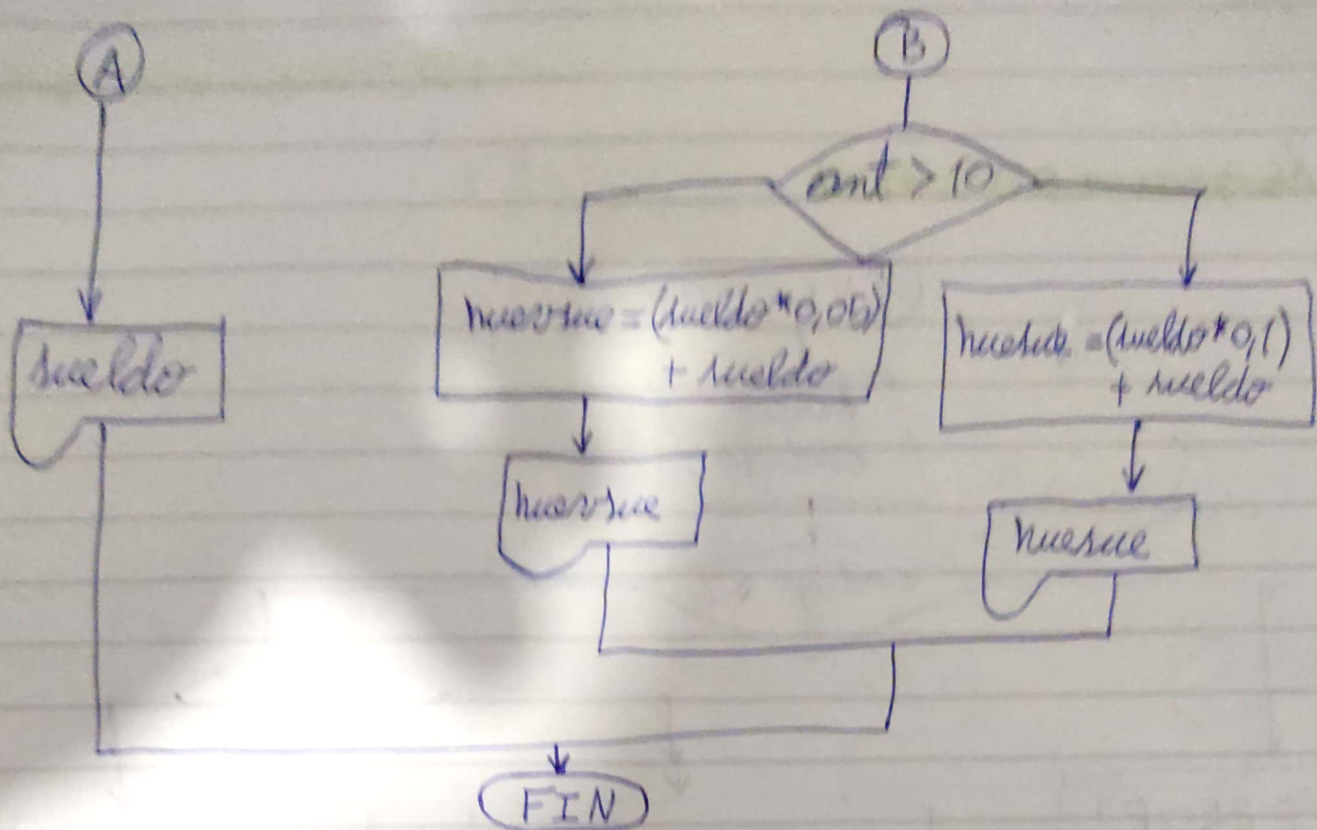 A
B
ant > 10
nuevsue = (sueldo*0,05)
+ sueldo
nuesue = (sueldo*0,1)
+ sueldo
sueldo
nuevsue
nuesue
FIN